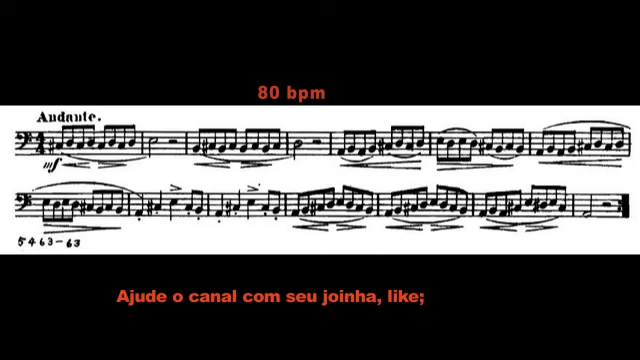 80 bpm
Andante.
mf
5463-63
Ajude o canal com seu joinha, like;